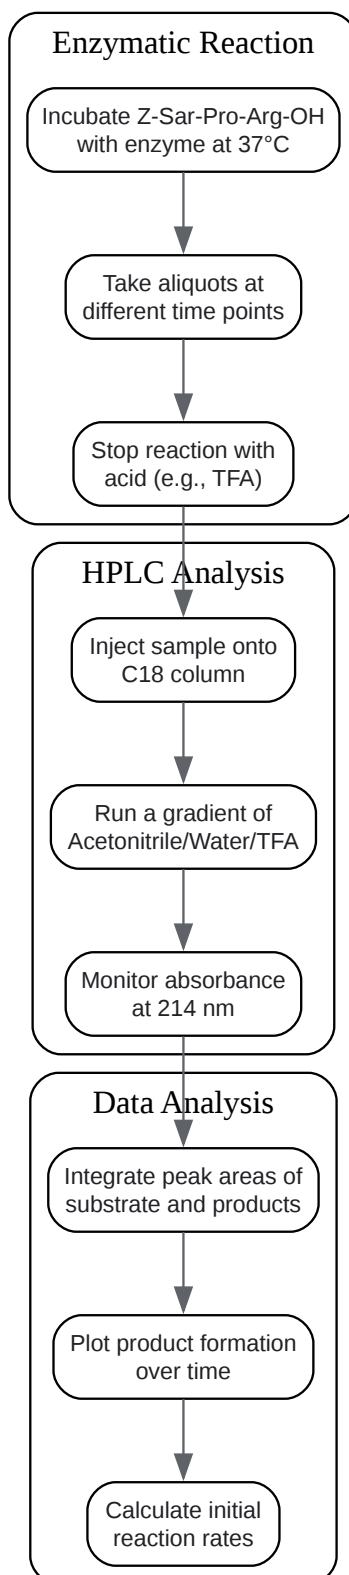 Enzymatic Reaction
Incubate Z-Sar-Pro-Arg-OH
with enzyme at 37°C
Take aliquots at
different time points
Stop reaction with
acid (e.g., TFA)
HPLC Analysis
Inject sample onto
C18 column
Run a gradient of
Acetonitrile/Water/TFA
Monitor absorbance
at 214 nm
Data Analysis
Integrate peak areas of
substrate and products
Plot product formation
over time
Calculate initial
reaction rates